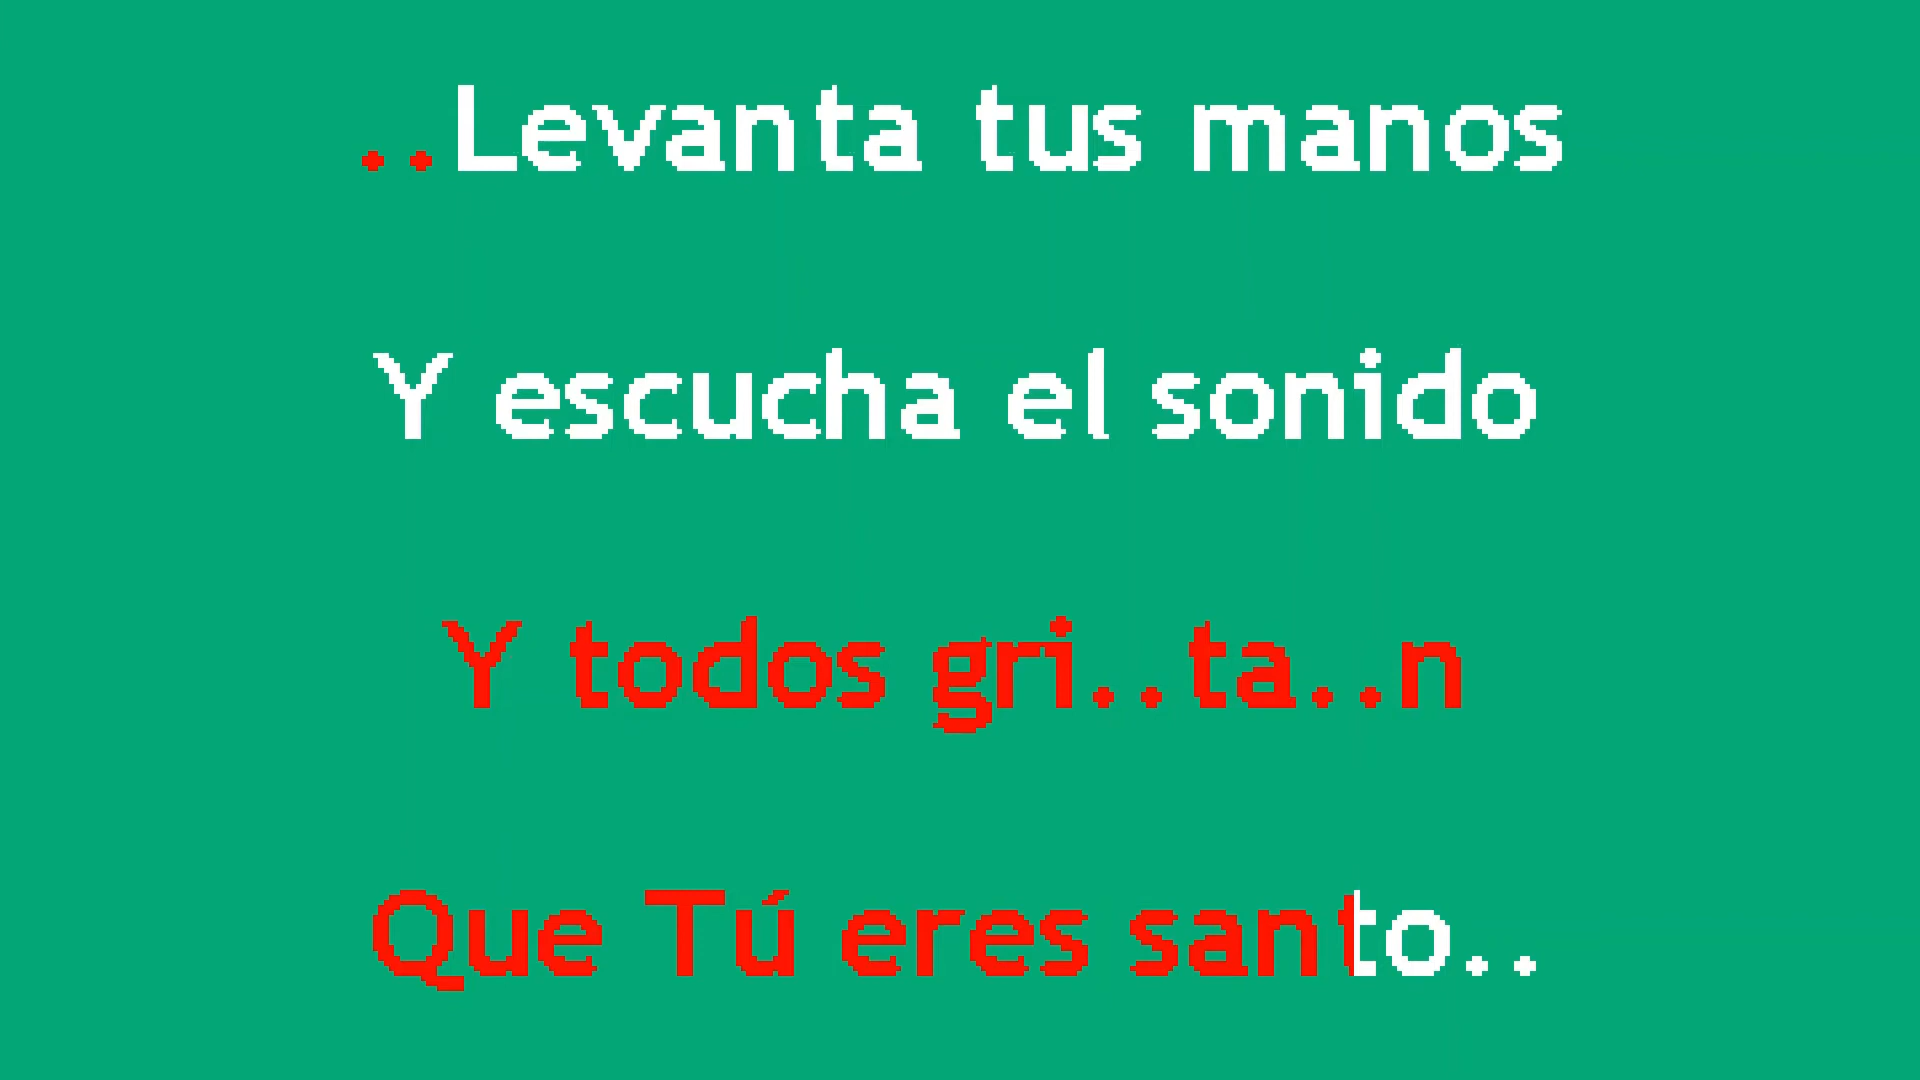 ..Levanta tus manos
Y escucha el sonido
Y todos gri..ta..n
Que Tú eres santo..